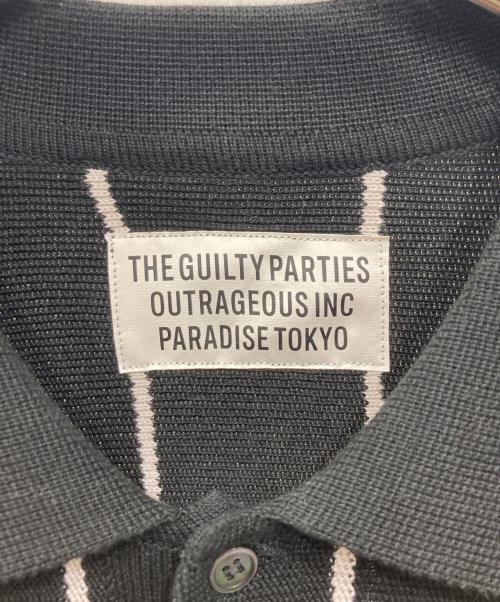 THE GUILTY PARTIES
OUTRAGEOUS INC
PARADISE TOKYO